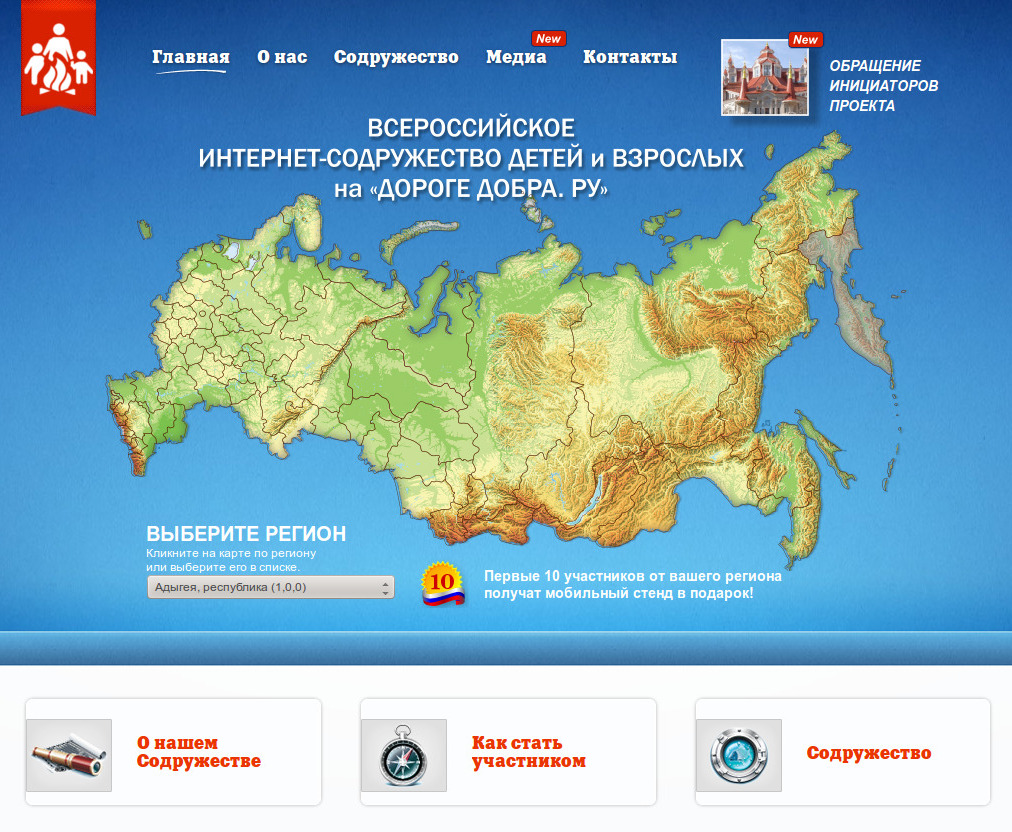 Главная
О нас
Содружество
Медиа
New
Контакты
New
ОБРАЩЕНИЕ
ИНИЦИАТОРОВ
ПРОЕКТА
ВСЕРОССИЙСКОЕ
ИНТЕРНЕТ-СОДРУЖЕСТВО ДЕТЕЙ и ВЗРОСЛЫХ
на «ДОРОГЕ ДОБРА. РУ»
ВЫБЕРИТЕ РЕГИОН
Кликните на карте по региону
или выберите его в списке.
Адыгея, республика (1,0,0)
10
Первые 10 участников от вашего региона
получат мобильный стенд в подарок!
О нашем
Содружестве
Как стать
участником
Содружество